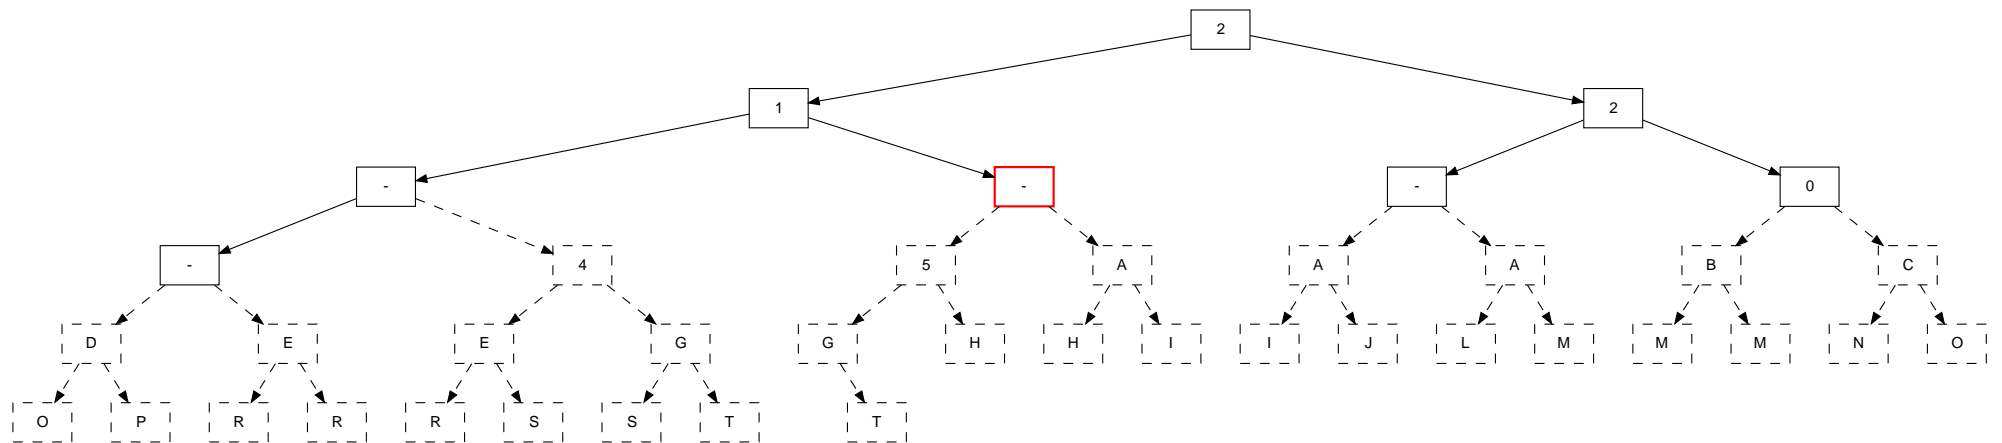 2
1 2
- - - 0
- 4 5 A A A B C
D E E G G H H I I J L M M M N O
O P R R R S S T T